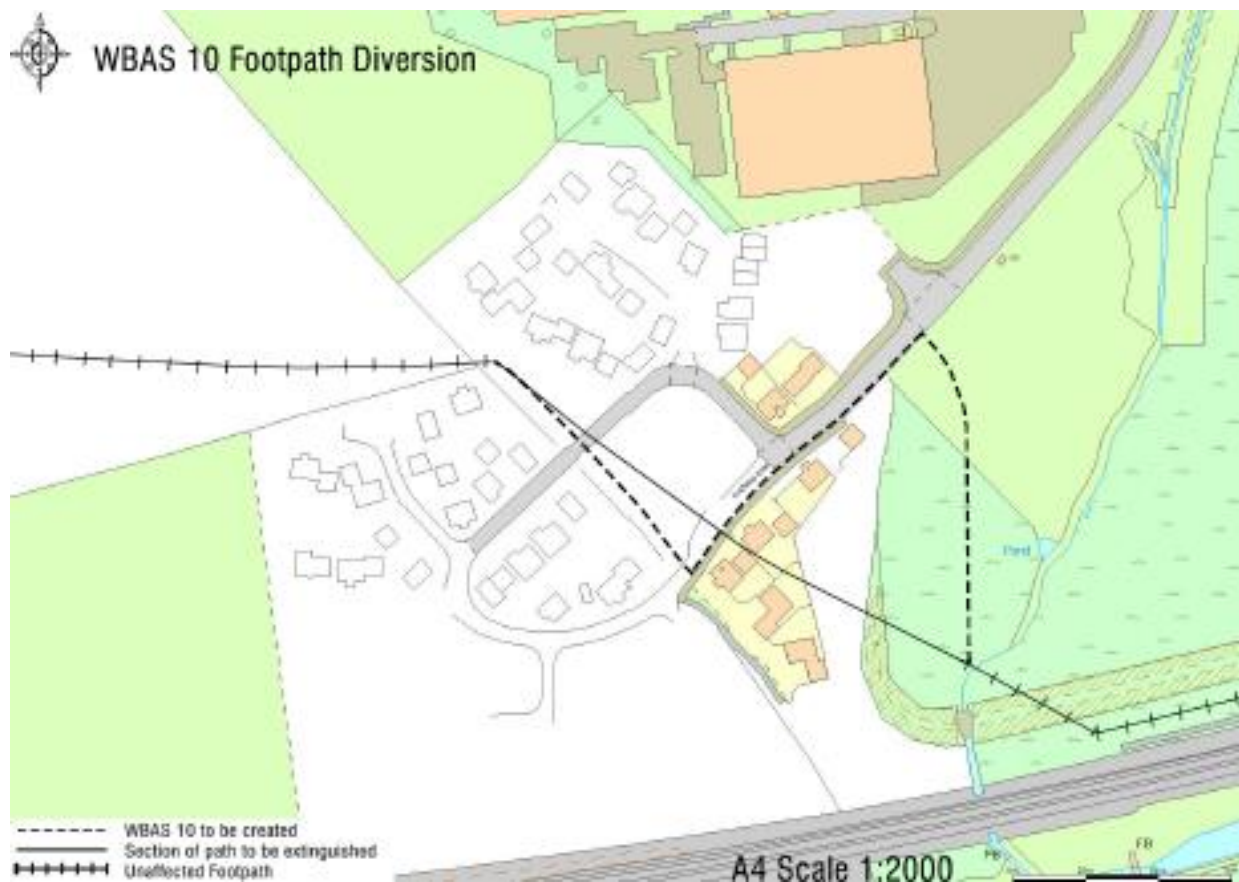 WBAS 10 Footpath Diversion
Pond
WBAS 10 to be created
Section of path to be extinguished
Unaffected Footpath
A4 Scale 1:2000
FB
FB